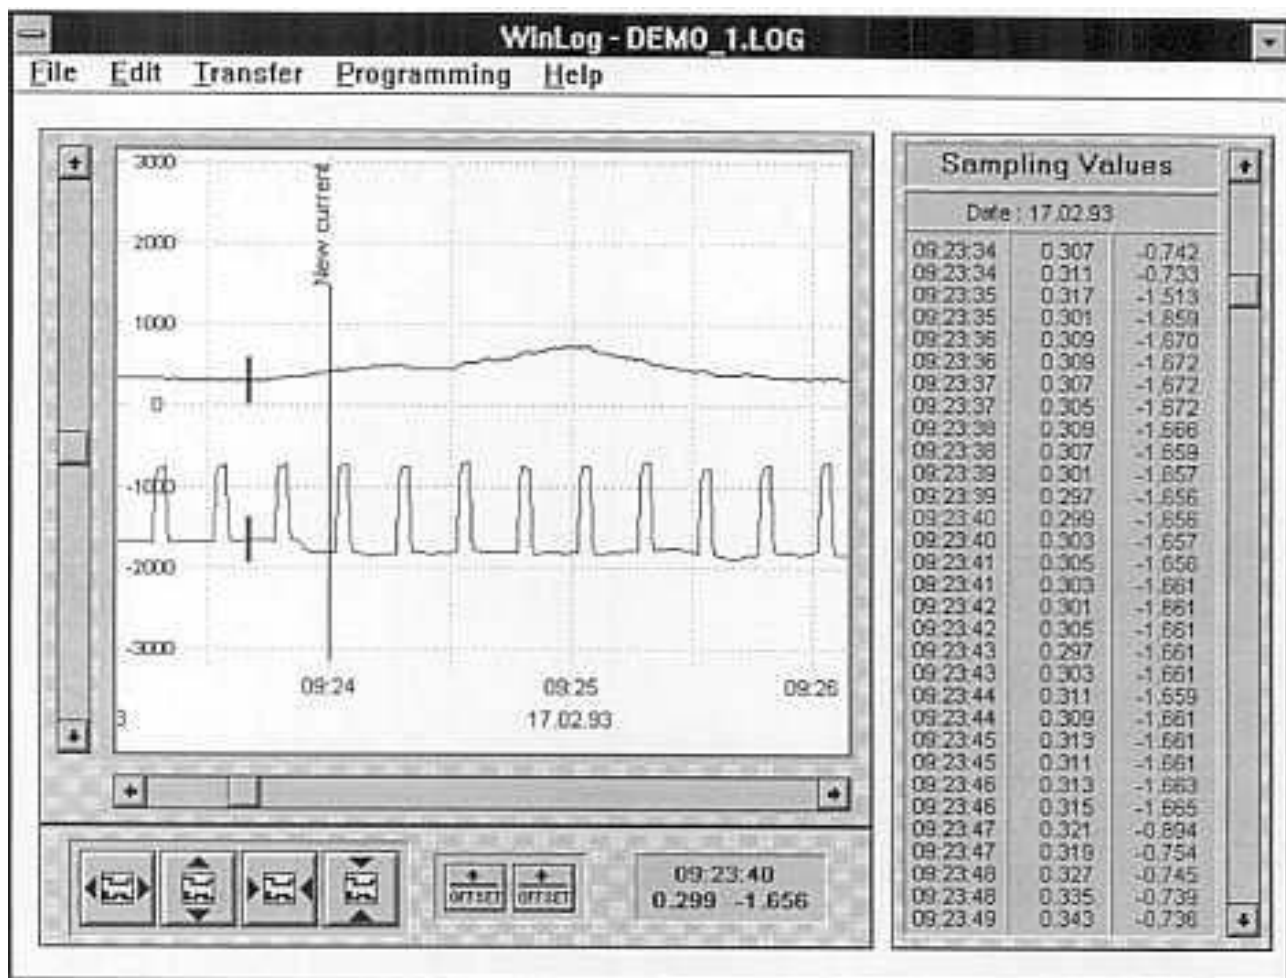 WinLog - DEMO_1.LOG
File Edit Transfer Programming Help
3000
2000
1000
0
-1000
-2000
-3000
New current
09:24 09:25 09:26
3 17.02.93
OFFSET OFFSET
09:23:40
0.299 -1.656
Sampling Values
Date : 17.02.93
09:23:34 0.307 -0.742
09:23:34 0.311 -0.733
09:23:35 0.317 -1.513
09:23:35 0.301 -1.859
09:23:36 0.309 -1.670
09:23:36 0.309 -1.672
09:23:37 0.307 -1.672
09:23:37 0.305 -1.672
09:23:38 0.309 -1.666
09:23:38 0.307 -1.659
09:23:39 0.301 -1.657
09:23:39 0.297 -1.656
09:23:40 0.299 -1.656
09:23:40 0.303 -1.657
09:23:41 0.305 -1.656
09:23:41 0.303 -1.661
09:23:42 0.301 -1.661
09:23:42 0.305 -1.661
09:23:43 0.297 -1.661
09:23:43 0.303 -1.661
09:23:44 0.311 -1.659
09:23:44 0.309 -1.661
09:23:45 0.313 -1.661
09:23:45 0.311 -1.661
09:23:46 0.313 -1.663
09:23:46 0.315 -1.665
09:23:47 0.321 -0.894
09:23:47 0.319 -0.754
09:23:48 0.327 -0.745
09:23:48 0.335 -0.739
09:23:49 0.343 -0.736